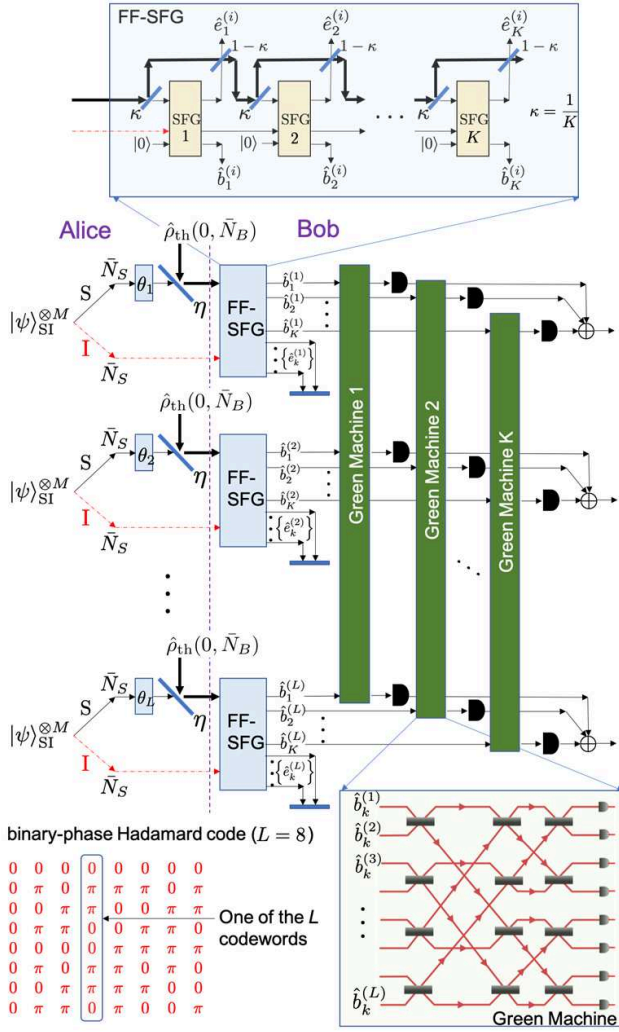 FF-SFG
ê₁⁽ⁱ⁾ ê₂⁽ⁱ⁾ ê_K⁽ⁱ⁾
1 − κ 1 − κ 1 − κ
κ SFG 1 κ SFG 2 · · · κ SFG K κ = 1/K
|0⟩ |0⟩ |0⟩
b̂₁⁽ⁱ⁾ b̂₂⁽ⁱ⁾ b̂_K⁽ⁱ⁾
Alice Bob
ρ̂_th(0, N̄_B)
N̄_S θ₁ η
S
|ψ⟩_SI^⊗M
I
N̄_S
FF-SFG
b̂₁⁽¹⁾
b̂₂⁽¹⁾
b̂_K⁽¹⁾
{ê_k⁽¹⁾}
ρ̂_th(0, N̄_B)
N̄_S θ₂ η
S
|ψ⟩_SI^⊗M
I
N̄_S
FF-SFG
b̂₁⁽²⁾
b̂₂⁽²⁾
b̂_K⁽²⁾
{ê_k⁽²⁾}
ρ̂_th(0, N̄_B)
N̄_S θ_L η
S
|ψ⟩_SI^⊗M
I
N̄_S
FF-SFG
b̂₁⁽ᴸ⁾
b̂₂⁽ᴸ⁾
b̂_K⁽ᴸ⁾
{ê_k⁽ᴸ⁾}
Green Machine 1
Green Machine 2
Green Machine K
binary-phase Hadamard code (L = 8)
0 0 0 0 0 0 0 0
0 π 0 π 0 π 0 π
0 0 π π 0 0 π π
0 π π 0 0 π π 0
0 0 0 0 π π π π
0 π 0 π π 0 π 0
0 0 π π π π 0 0
0 π π 0 π 0 0 π
One of the L
codewords
b̂_k⁽¹⁾
b̂_k⁽²⁾
b̂_k⁽³⁾
b̂_k⁽ᴸ⁾
Green Machine